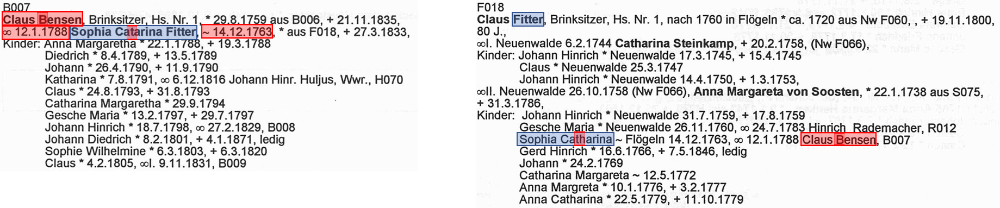 B007
Claus Bensen, Brinksitzer, Hs. Nr. 1, * 29.8.1759 aus B006, + 21.11.1835,
∞ 12.1.1788 Sophia Catarina Fitter, ~ 14.12.1763, * aus F018, + 27.3.1833,
Kinder: Anna Margaretha * 22.1.1788, + 19.3.1788
Diedrich * 8.4.1789, + 13.5.1789
Johann * 26.4.1790, + 11.9.1790
Katharina * 7.8.1791, ∞ 6.12.1816 Johann Hinr. Huljus, Wwr., H070
Claus * 24.8.1793, + 31.8.1793
Catharina Margaretha * 29.9.1794
Gesche Maria * 13.2.1797, + 29.7.1797
Johann Hinrich * 18.7.1798, ∞ 27.2.1829, B008
Johann Diedrich * 8.2.1801, + 4.1.1871, ledig
Sophie Wilhelmine * 6.3.1803, + 6.3.1820
Claus * 4.2.1805, ∞I. 9.11.1831, B009
F018
Claus Fitter, Brinksitzer, Hs. Nr. 1, nach 1760 in Flögeln * ca. 1720 aus Nw F060, , + 19.11.1800,
80 J.,
∞I. Neuenwalde 6.2.1744 Catharina Steinkamp, + 20.2.1758, (Nw F066),
Kinder: Johann Hinrich * Neuenwalde 17.3.1745, + 15.4.1745
Claus * Neuenwalde 25.3.1747
Johann Hinrich * Neuenwalde 14.4.1750, + 1.3.1753,
∞II. Neuenwalde 26.10.1758 (Nw F066), Anna Margareta von Soosten, * 22.1.1738 aus S075,
+ 31.3.1786,
Kinder: Johann Hinrich * Neuenwalde 31.7.1759, + 17.8.1759
Gesche Maria * Neuenwalde 26.11.1760, ∞ 24.7.1783 Hinrich Rademacher, R012
Sophia Catharina ~ Flögeln 14.12.1763, ∞ 12.1.1788 Claus Bensen, B007
Gerd Hinrich * 16.6.1766, + 7.5.1846, ledig
Johann * 24.2.1769
Catharina Margareta ~ 12.5.1772
Anna Margreta * 10.1.1776, + 3.2.1777
Anna Catharina * 22.5.1779, + 11.10.1779